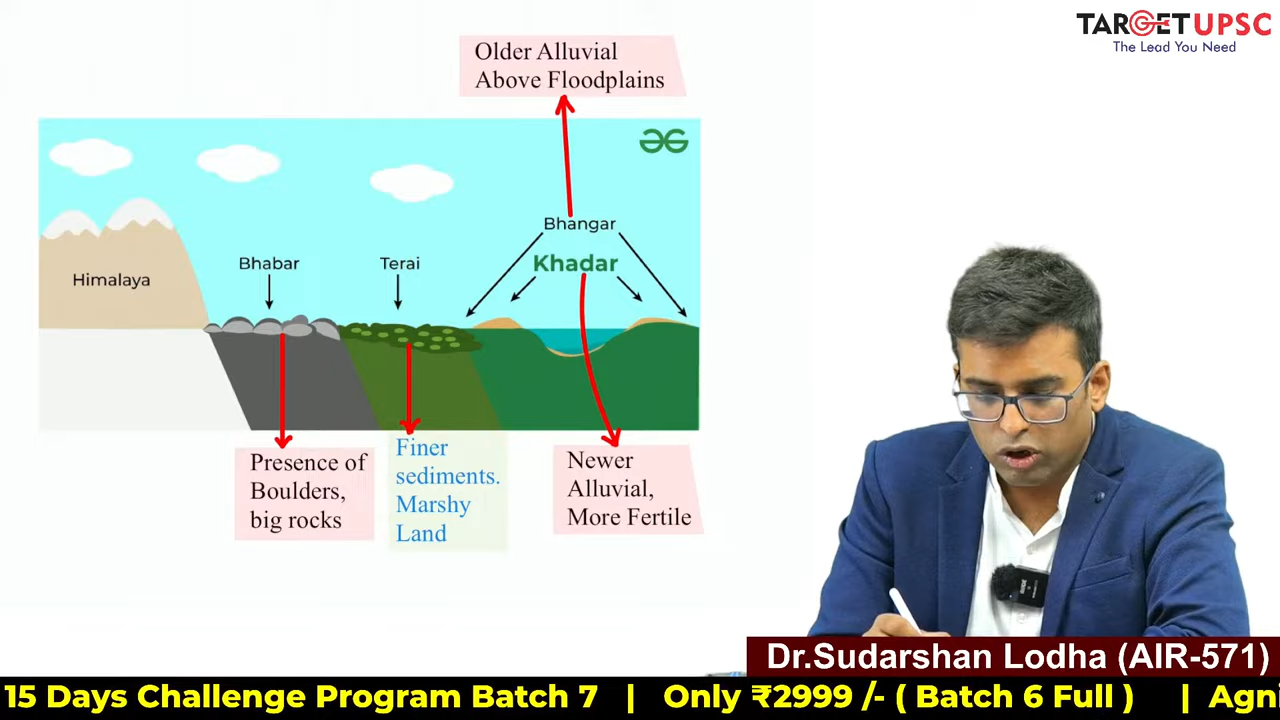 TARGETUPSC
The Lead You Need
Older Alluvial
Above Floodplains
Bhangar
Khadar
Himalaya
Bhabar
Terai
Presence of
Boulders,
big rocks
Finer
sediments.
Marshy
Land
Newer
Alluvial,
More Fertile
Dr.Sudarshan Lodha (AIR-571)
15 Days Challenge Program Batch 7 | Only ₹2999 /- ( Batch 6 Full ) | Agn